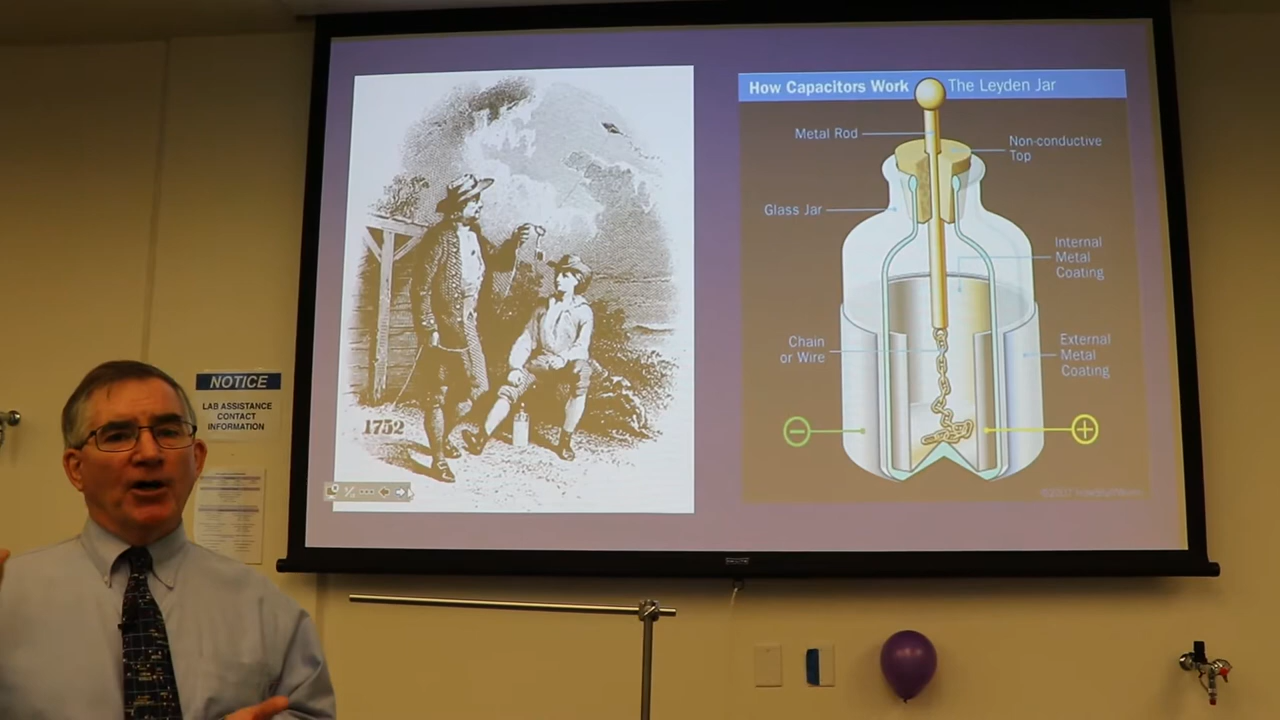 How Capacitors Work
The Leyden Jar
Metal Rod
Non-conductive
Top
Glass Jar
Internal
Metal
Coating
Chain
or Wire
External
Metal
Coating
1752
NOTICE
LAB ASSISTANCE
CONTACT
INFORMATION